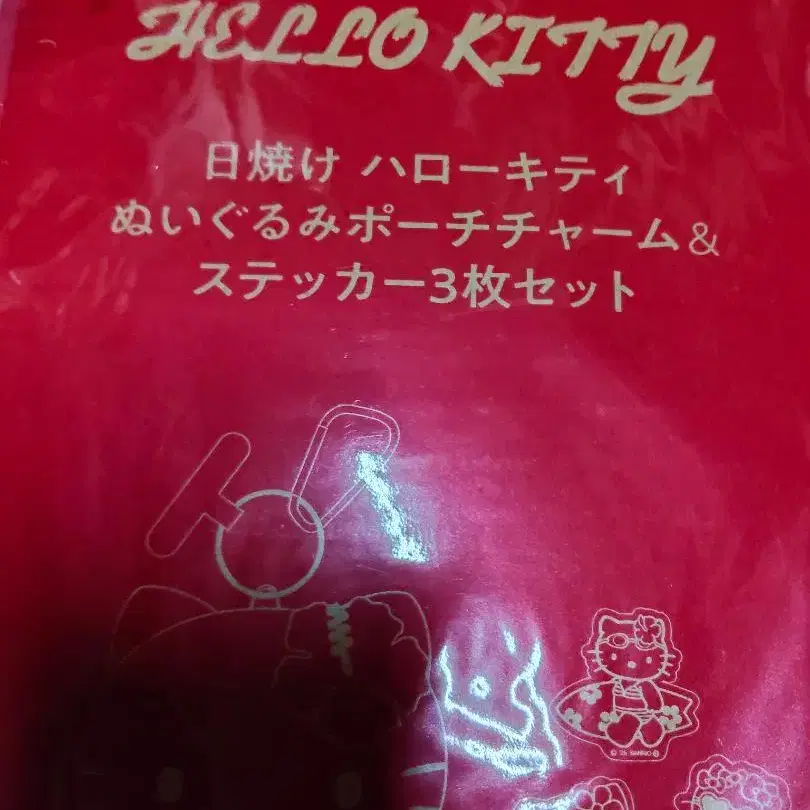 HELLO KITTY
日焼け ハローキティ
ぬいぐるみポーチチャーム&
ステッカー3枚セット